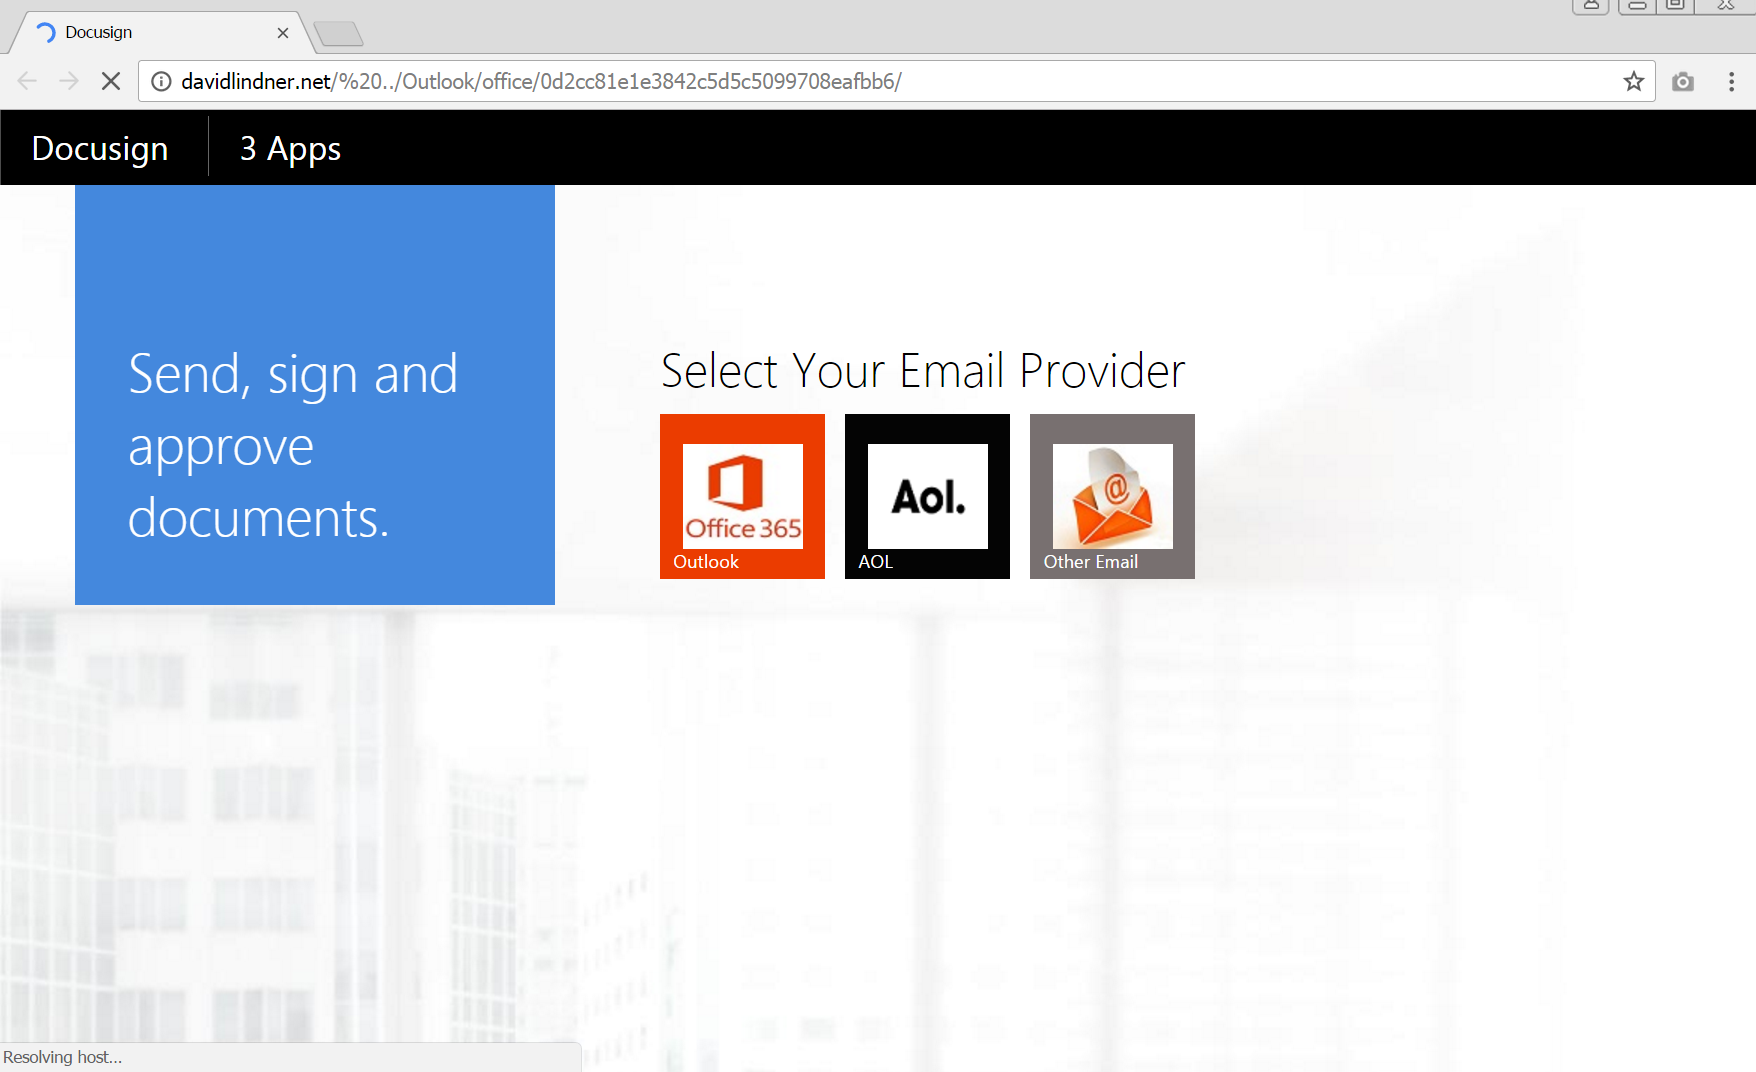 Docusign
davidlindner.net/%20../Outlook/office/0d2cc81e1e3842c5d5c5099708eafbb6/
Docusign
3 Apps
Send, sign and
approve
documents.
Select Your Email Provider
Office 365
Outlook
Aol.
AOL
@
Other Email
Resolving host...